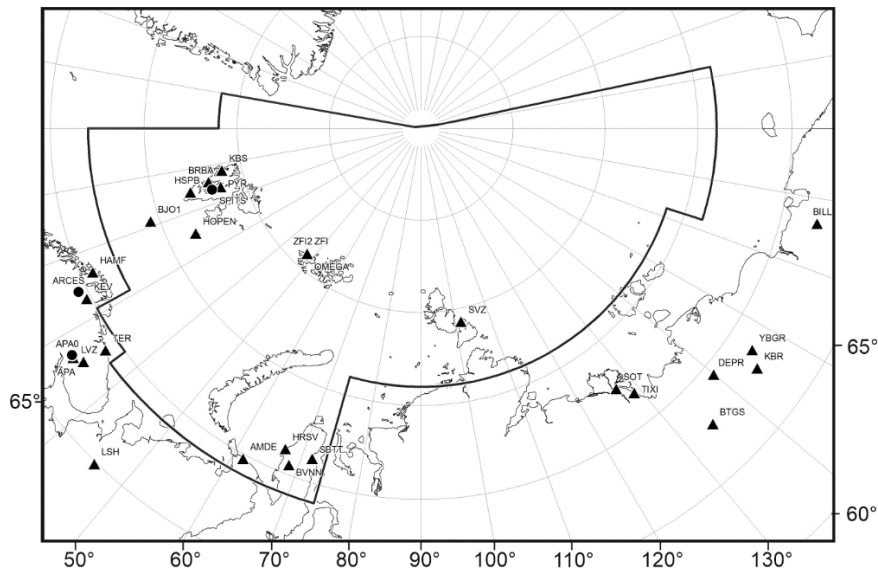 KBS
BRBA
HSPB
PYR
SPITS
BJO1
HOPEN
BILL
ZFI2 ZFI
OMEGA
HAMF
ARCES
KEV
SVZ
TER
APA0
LVZ
APA
YBGR
65°
DEPR
KBR
SOT
TIXI
65°
BTGS
HRSV
AMDE
SBTT
LSH
BVNN
60°
50°
60°
70°
80°
90°
100°
110°
120°
130°